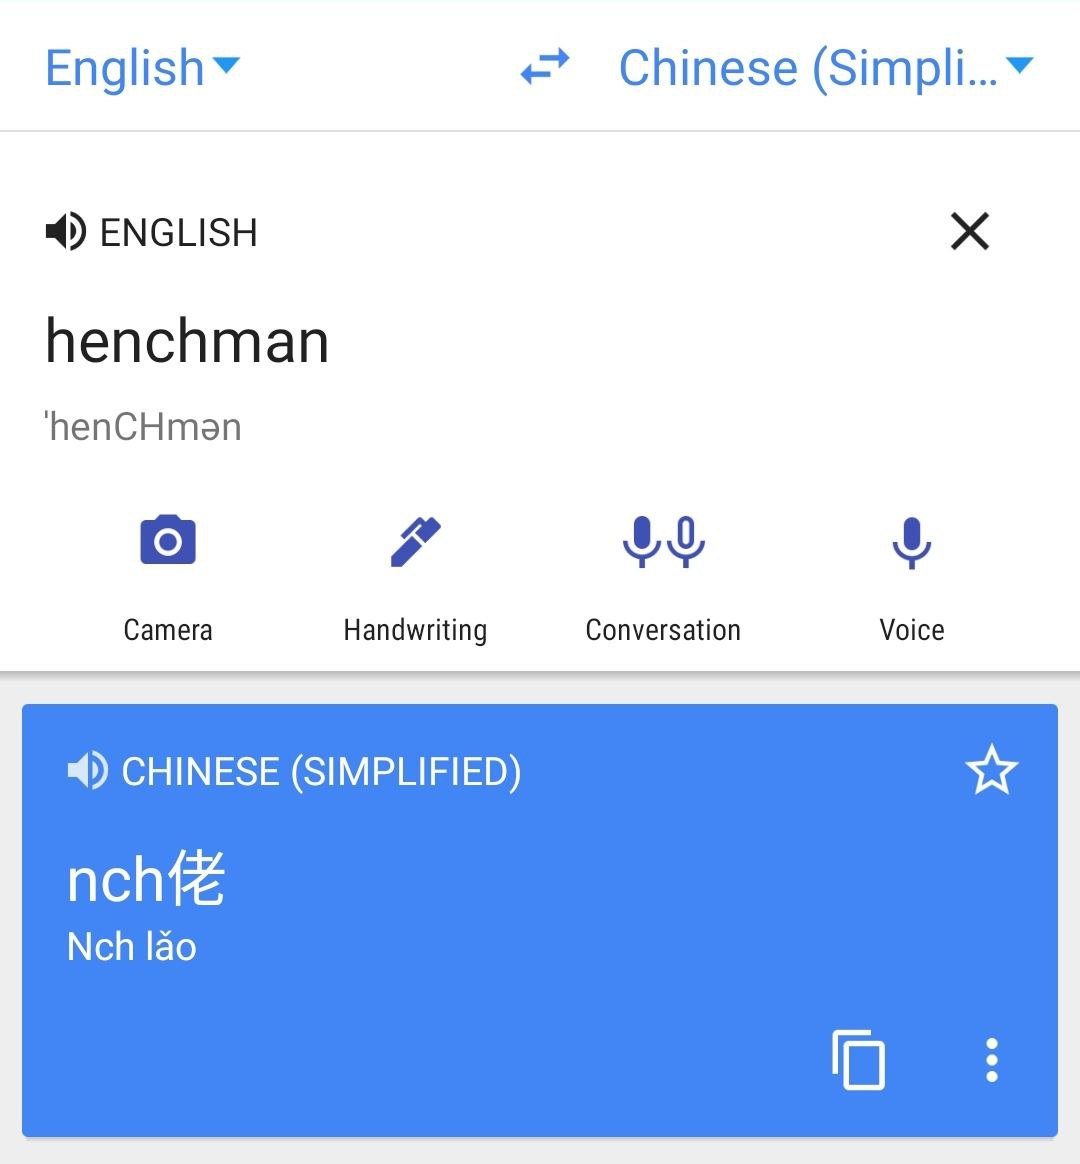 English
Chinese (Simpli...
ENGLISH
henchman
ˈhenCHmən
Camera
Handwriting
Conversation
Voice
CHINESE (SIMPLIFIED)
nch佬
Nch lǎo